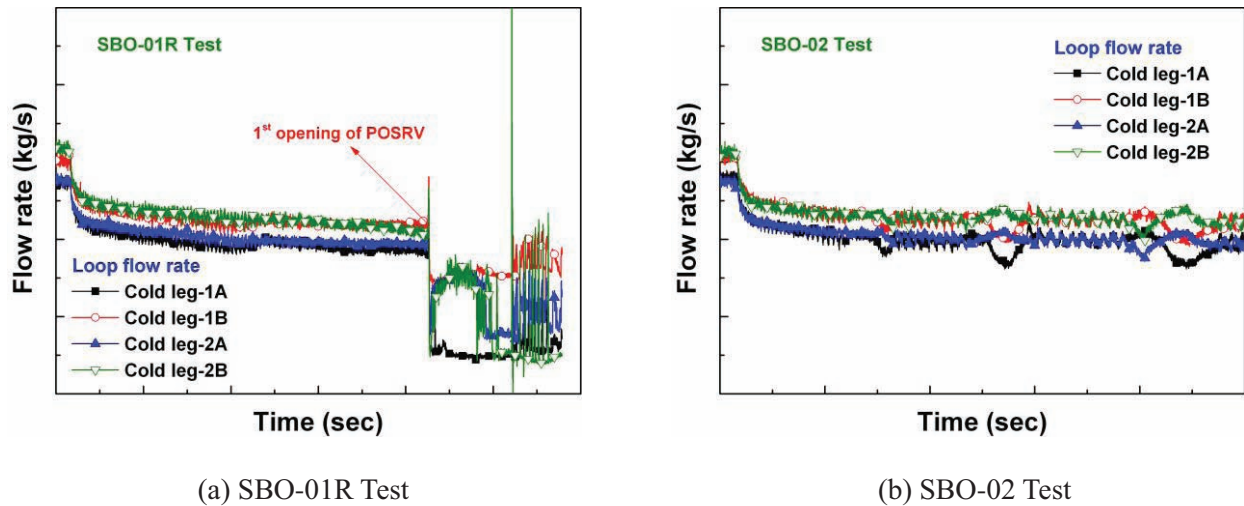 SBO-01R Test
1st opening of POSRV
Loop flow rate
Cold leg-1A
Cold leg-1B
Cold leg-2A
Cold leg-2B
Flow rate (kg/s)
Time (sec)
(a) SBO-01R Test
SBO-02 Test
Loop flow rate
Cold leg-1A
Cold leg-1B
Cold leg-2A
Cold leg-2B
Flow rate (kg/s)
Time (sec)
(b) SBO-02 Test